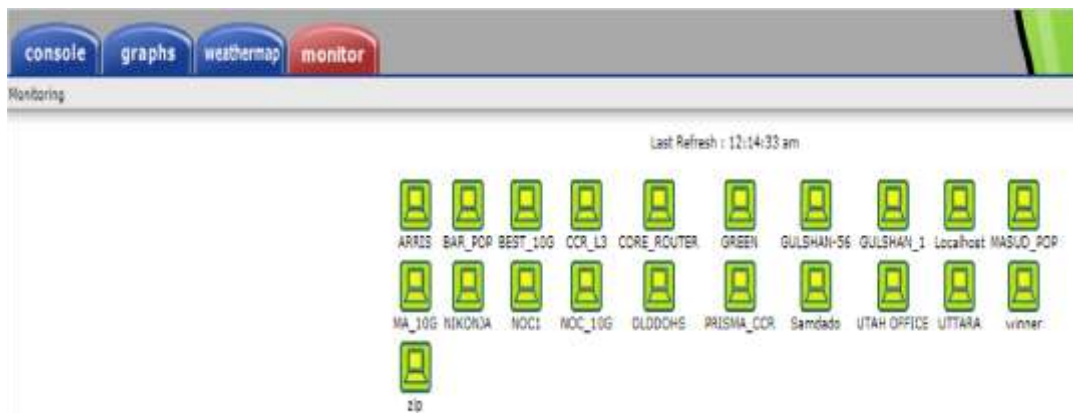 console graphs weathermap monitor
Monitoring
Last Refresh : 12:14:33 am
ARRIS BAR_POP BEST_10G CCR_L3 CORE_ROUTER GREEN GULSHAN-56 GULSHAN_1 Localhost MASUD_POP
MA_10G NIKONJA NOC1 NOC_10G OLDDOHS PRISMA_CCR Samdado UTAH OFFICE UTTARA winner
zip